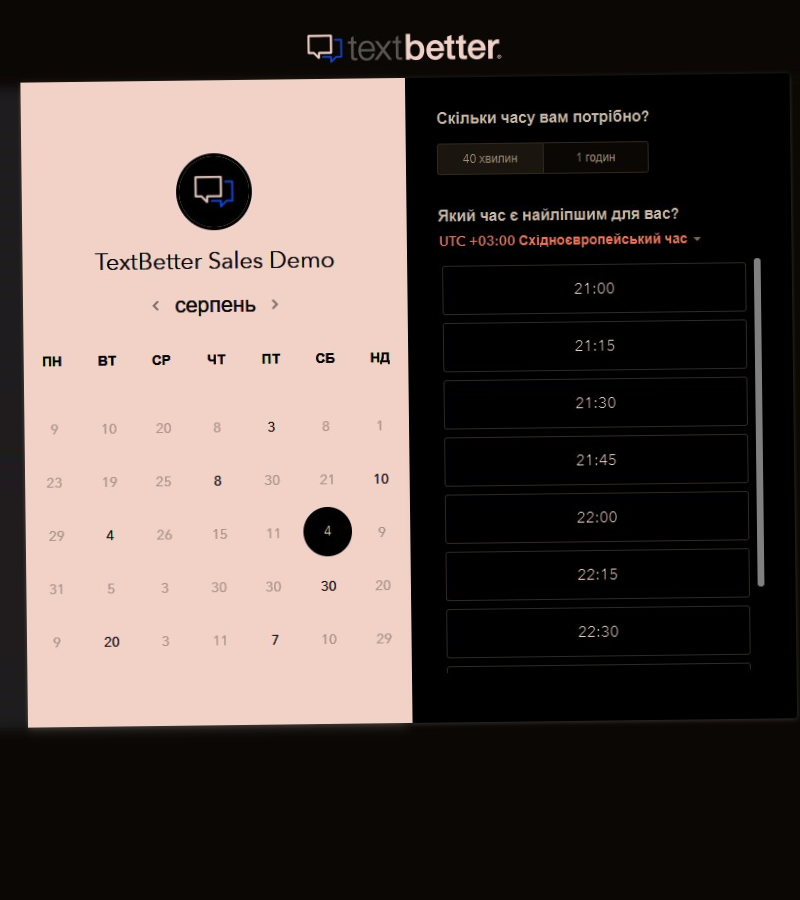 textbetter.
TextBetter Sales Demo
серпень
ПН ВТ СР ЧТ ПТ СБ НД
9 10 20 8 3 8 1
23 19 25 8 30 21 10
29 4 26 15 11 4 9
31 5 3 30 30 30 20
9 20 3 11 7 10 29
Скільки часу вам потрібно?
40 хвилин 1 годин
Який час є найліпшим для вас?
UTC +03:00 Східноєвропейський час
21:00
21:15
21:30
21:45
22:00
22:15
22:30